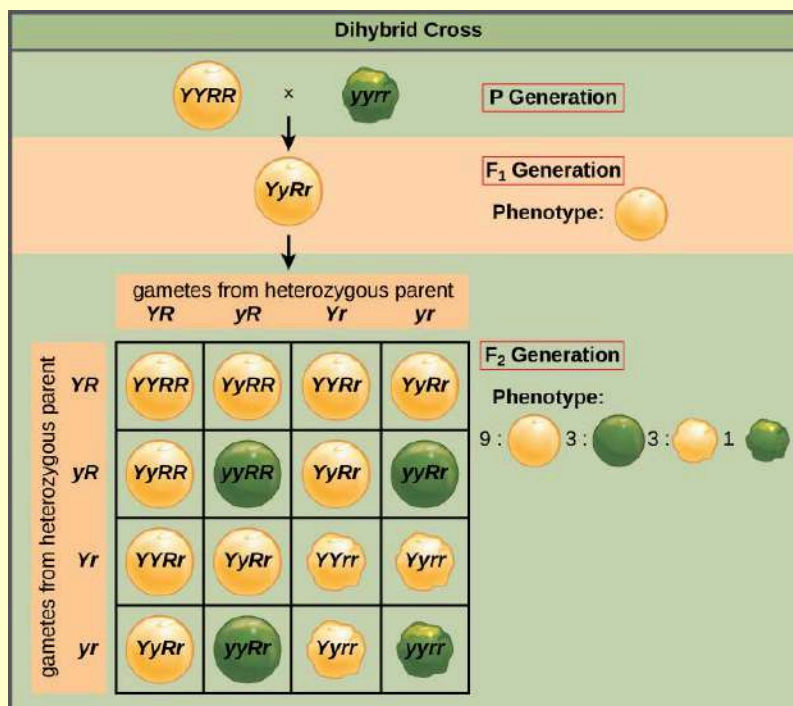 Dihybrid Cross
YYRR x yyrr
P Generation
YyRr
F₁ Generation
Phenotype:
gametes from heterozygous parent
YR yR Yr yr
gametes from heterozygous parent
YR YYRR YyRR YYRr YyRr
yR YyRR yyRR YyRr yyRr
Yr YYRr YyRr YYrr Yyrr
yr YyRr yyRr Yyrr yyrr
F₂ Generation
Phenotype:
9 : 3 : 3 : 1